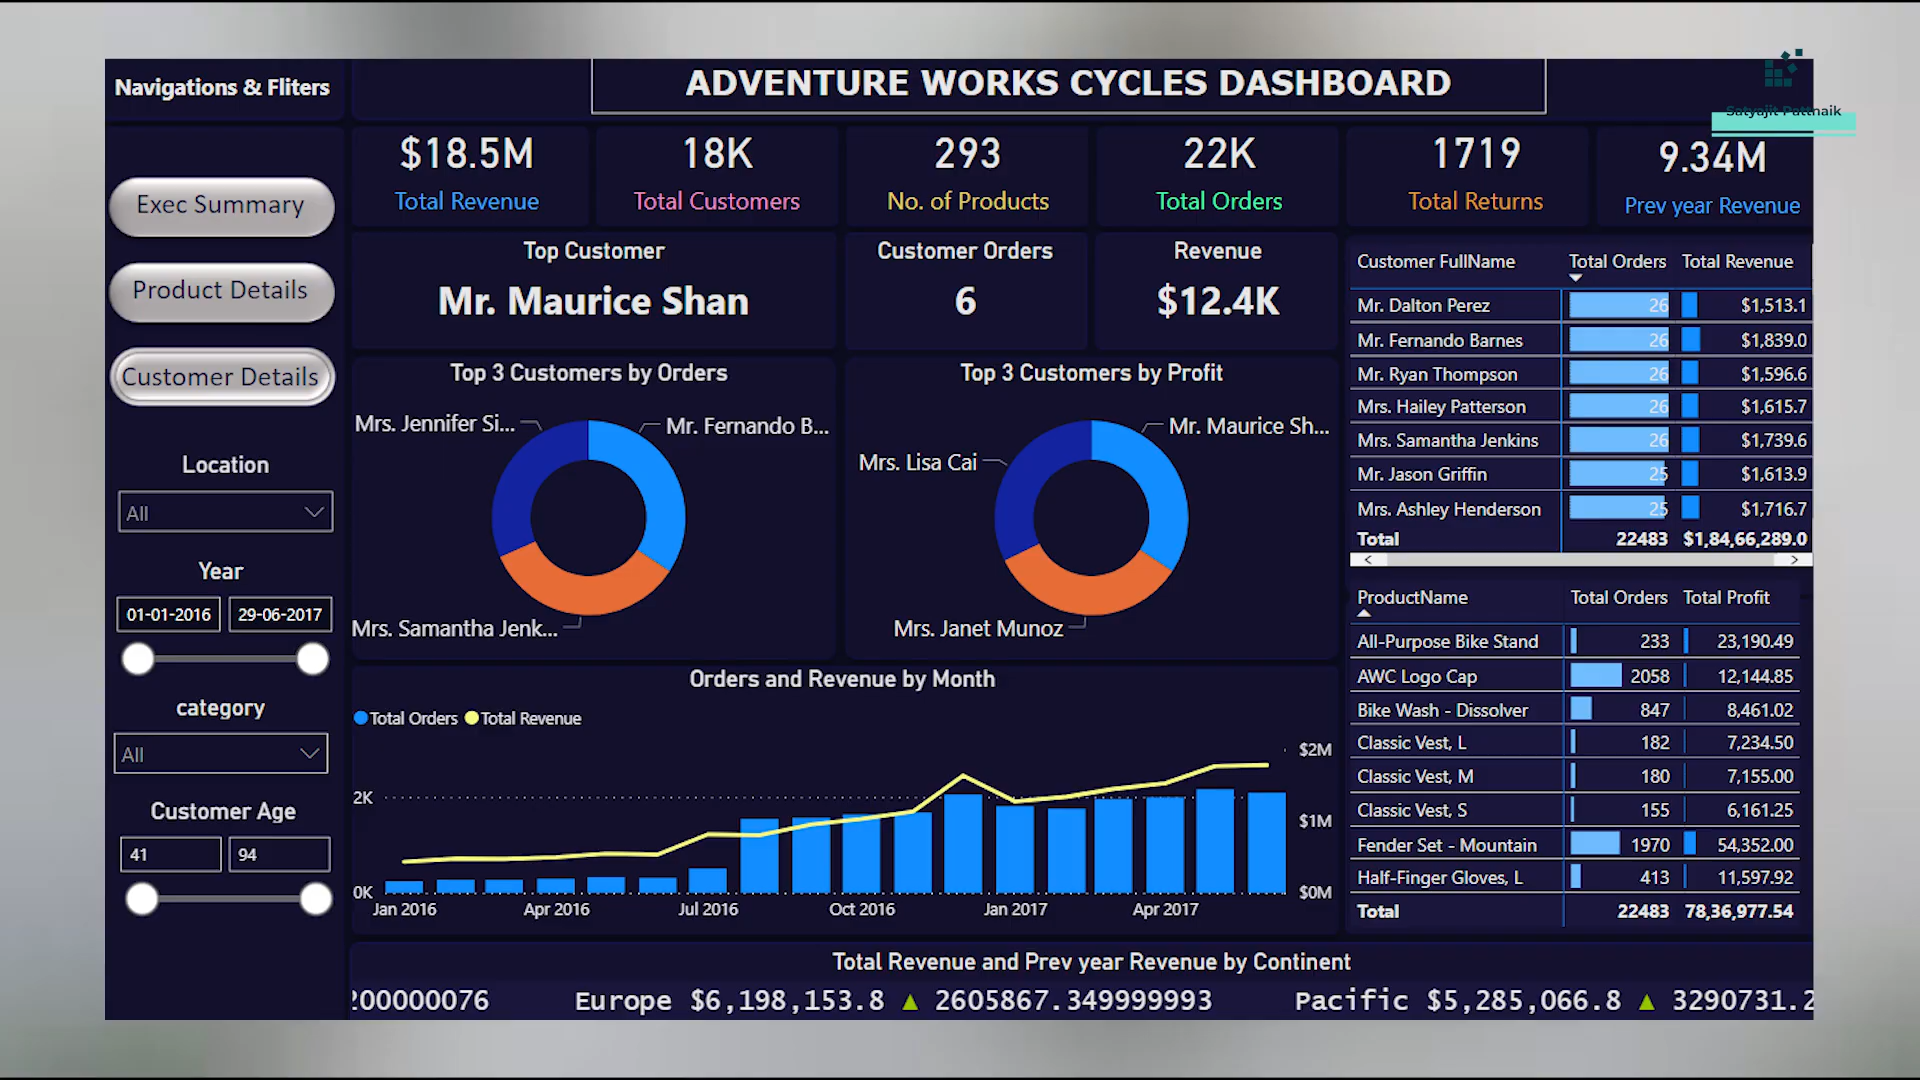 Navigations & Fliters
ADVENTURE WORKS CYCLES DASHBOARD
Satyajit Pattnaik
$18.5M
Total Revenue
18K
Total Customers
293
No. of Products
22K
Total Orders
1719
Total Returns
9.34M
Prev year Revenue
Exec Summary
Product Details
Customer Details
Location
All
Year
01-01-2016 29-06-2017
category
All
Customer Age
41 94
Top Customer
Mr. Maurice Shan
Customer Orders
6
Revenue
$12.4K
Top 3 Customers by Orders
Mrs. Jennifer Si...
Mr. Fernando B...
Mrs. Samantha Jenk...
Top 3 Customers by Profit
Mr. Maurice Sh...
Mrs. Lisa Cai
Mrs. Janet Munoz
Customer FullName Total Orders Total Revenue
Mr. Dalton Perez 26 $1,513.1
Mr. Fernando Barnes 26 $1,839.0
Mr. Ryan Thompson 26 $1,596.6
Mrs. Hailey Patterson 26 $1,615.7
Mrs. Samantha Jenkins 26 $1,739.6
Mr. Jason Griffin 25 $1,613.9
Mrs. Ashley Henderson 25 $1,716.7
Total 22483 $1,84,66,289.0
Orders and Revenue by Month
Total Orders Total Revenue
2K
0K
$2M
$1M
$0M
Jan 2016 Apr 2016 Jul 2016 Oct 2016 Jan 2017 Apr 2017
ProductName Total Orders Total Profit
All-Purpose Bike Stand 233 23,190.49
AWC Logo Cap 2058 12,144.85
Bike Wash - Dissolver 847 8,461.02
Classic Vest, L 182 7,234.50
Classic Vest, M 180 7,155.00
Classic Vest, S 155 6,161.25
Fender Set - Mountain 1970 54,352.00
Half-Finger Gloves, L 413 11,597.92
Total 22483 78,36,977.54
Total Revenue and Prev year Revenue by Continent
200000076 Europe $6,198,153.8 ▲ 2605867.349999993 Pacific $5,285,066.8 ▲ 3290731.2